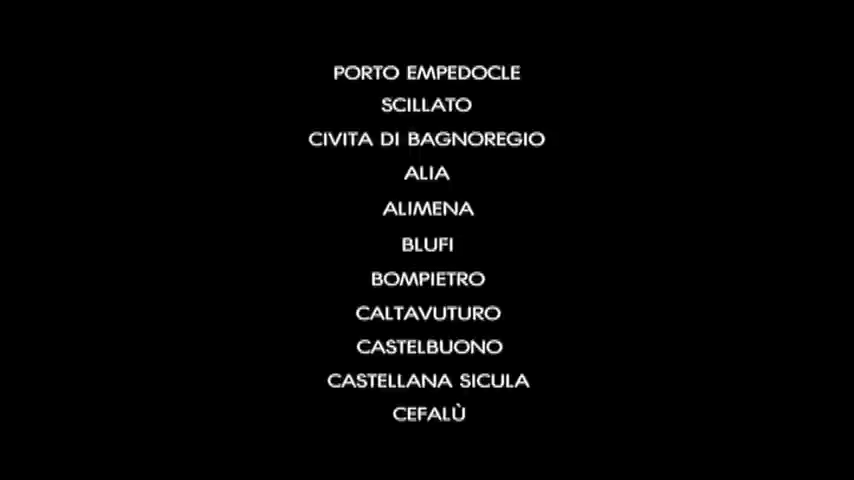 PORTO EMPEDOCLE
SCILLATO
CIVITA DI BAGNOREGIO
ALIA
ALIMENA
BLUFI
BOMPIETRO
CALTAVUTURO
CASTELBUONO
CASTELLANA SICULA
CEFALÙ